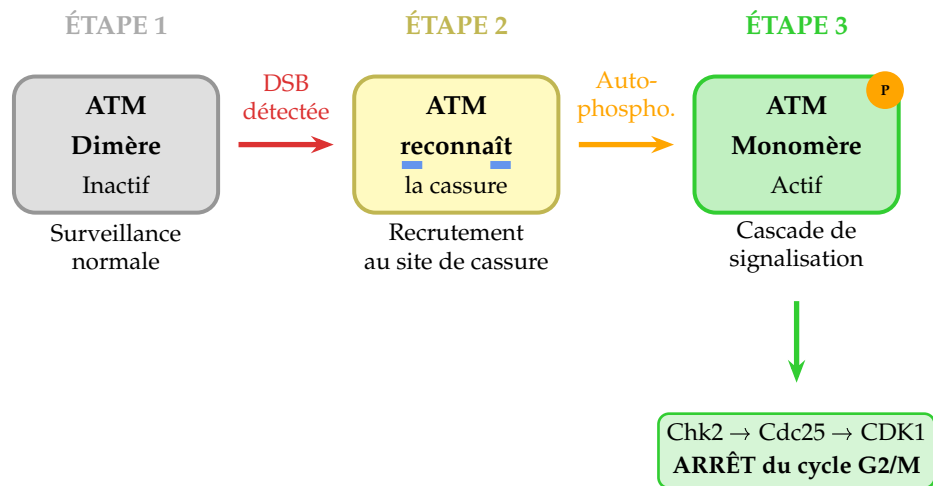 ÉTAPE 1
ÉTAPE 2
ÉTAPE 3
ATM
Dimère
Inactif
DSB
détectée
ATM
reconnaît
la cassure
Auto-
phospho.
ATM
Monomère
Actif
P
Surveillance
normale
Recrutement
au site de cassure
Cascade de
signalisation
Chk2 → Cdc25 → CDK1
ARRÊT du cycle G2/M